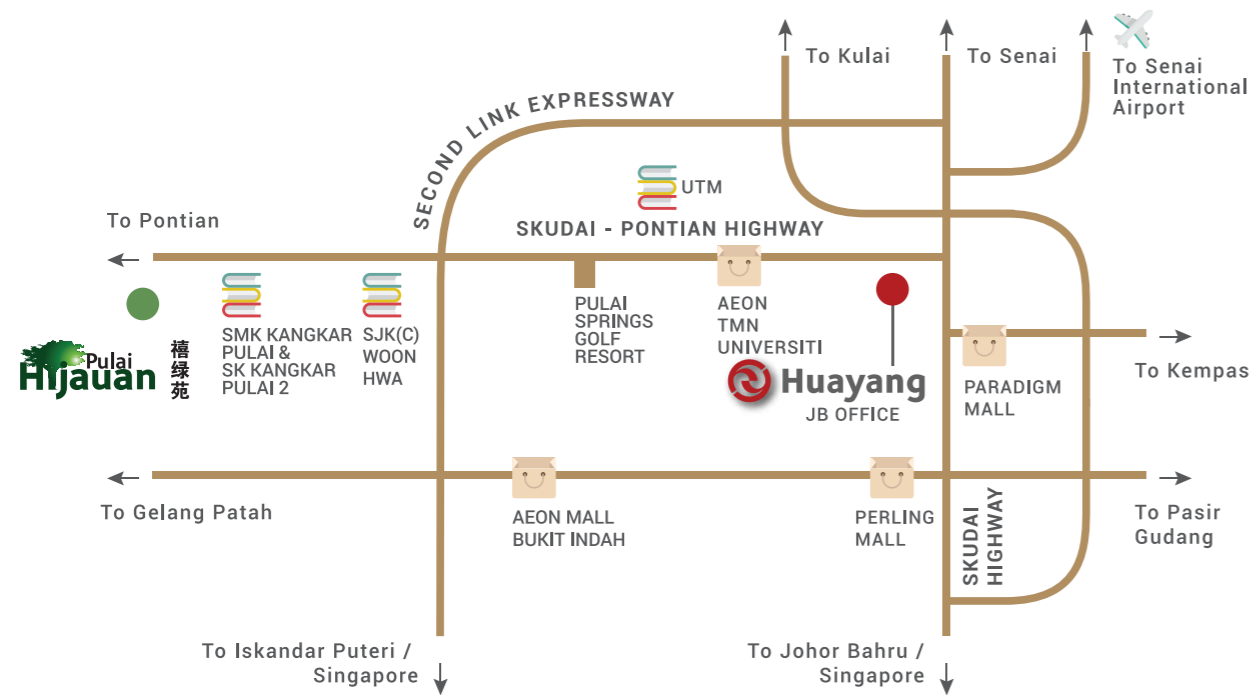 To Kulai
To Senai
To Senai
International
Airport
SECOND LINK EXPRESSWAY
UTM
To Pontian
SKUDAI - PONTIAN HIGHWAY
Pulai
Hijauan
禧绿苑
SMK KANGKAR
PULAI &
SK KANGKAR
PULAI 2
SJK(C)
WOON
HWA
PULAI
SPRINGS
GOLF
RESORT
AEON
TMN
UNIVERSITI
Huayang
JB OFFICE
PARADIGM
MALL
To Kempas
To Gelang Patah
AEON MALL
BUKIT INDAH
PERLING
MALL
SKUDAI
HIGHWAY
To Pasir
Gudang
To Iskandar Puteri /
Singapore
To Johor Bahru /
Singapore